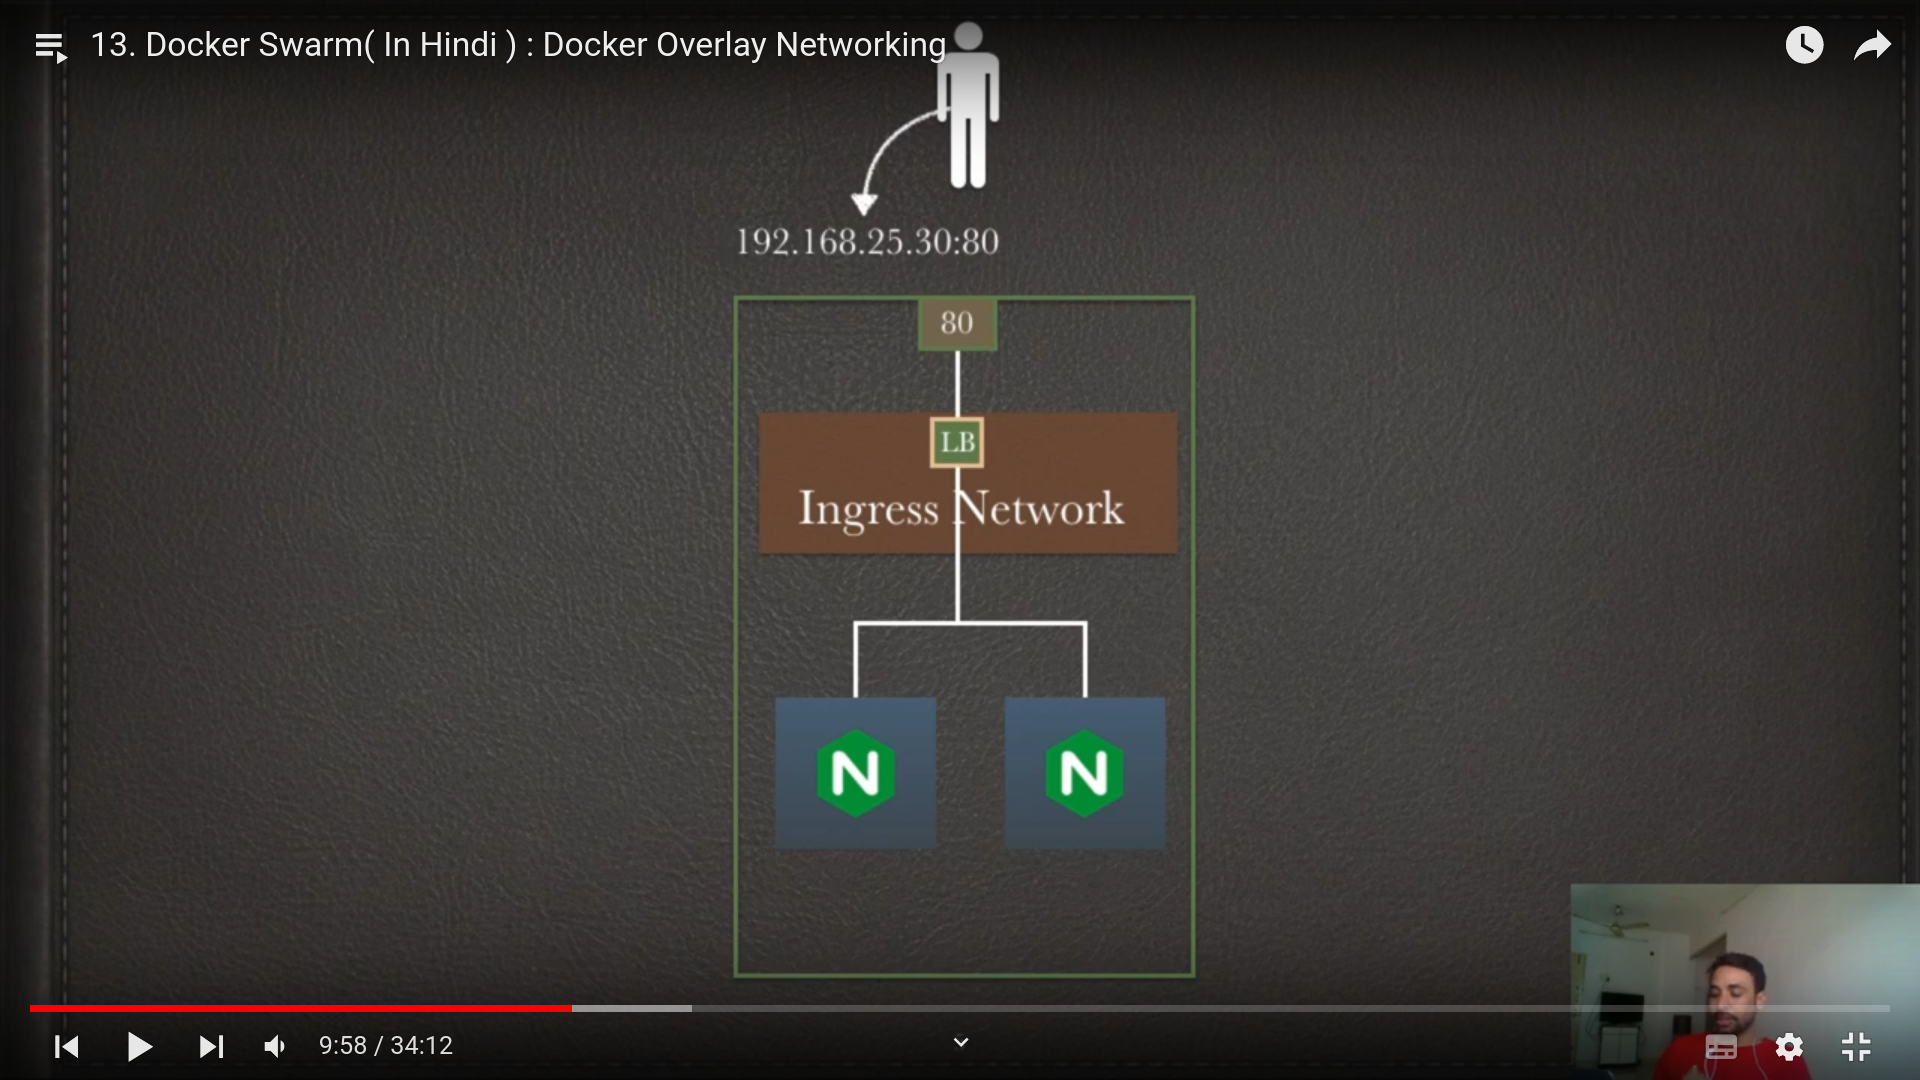 13. Docker Swarm( In Hindi ) : Docker Overlay Networking
192.168.25.30:80
80
LB
Ingress Network
N
N
9:58 / 34:12